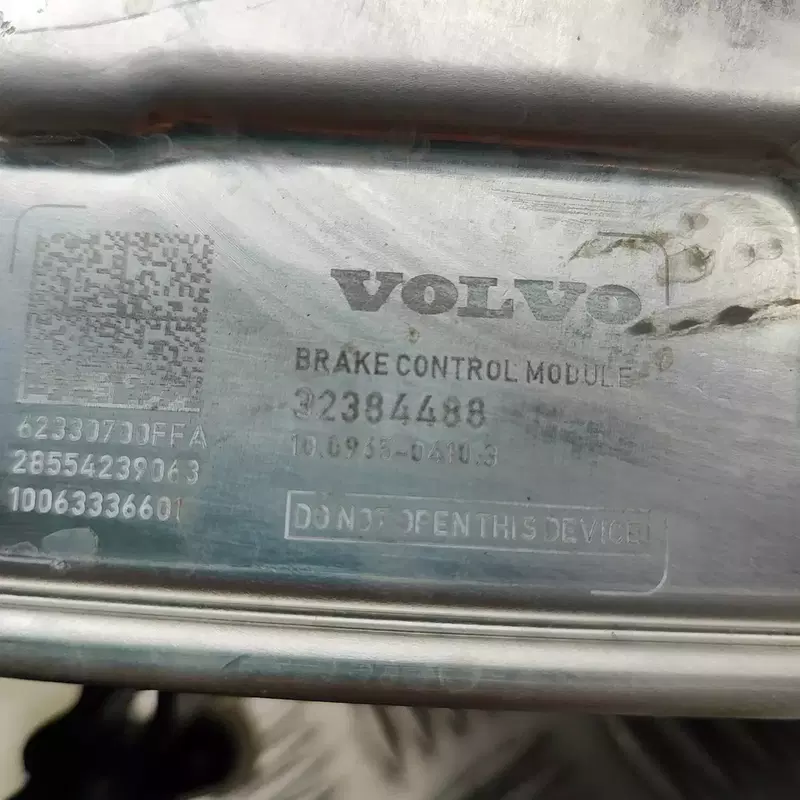 VOLVO
BRAKE CONTROL MODULE
32384488
10.0935-0410.3
DO NOT OPEN THIS DEVICE!
62330700FFA
28554239063
10063336601